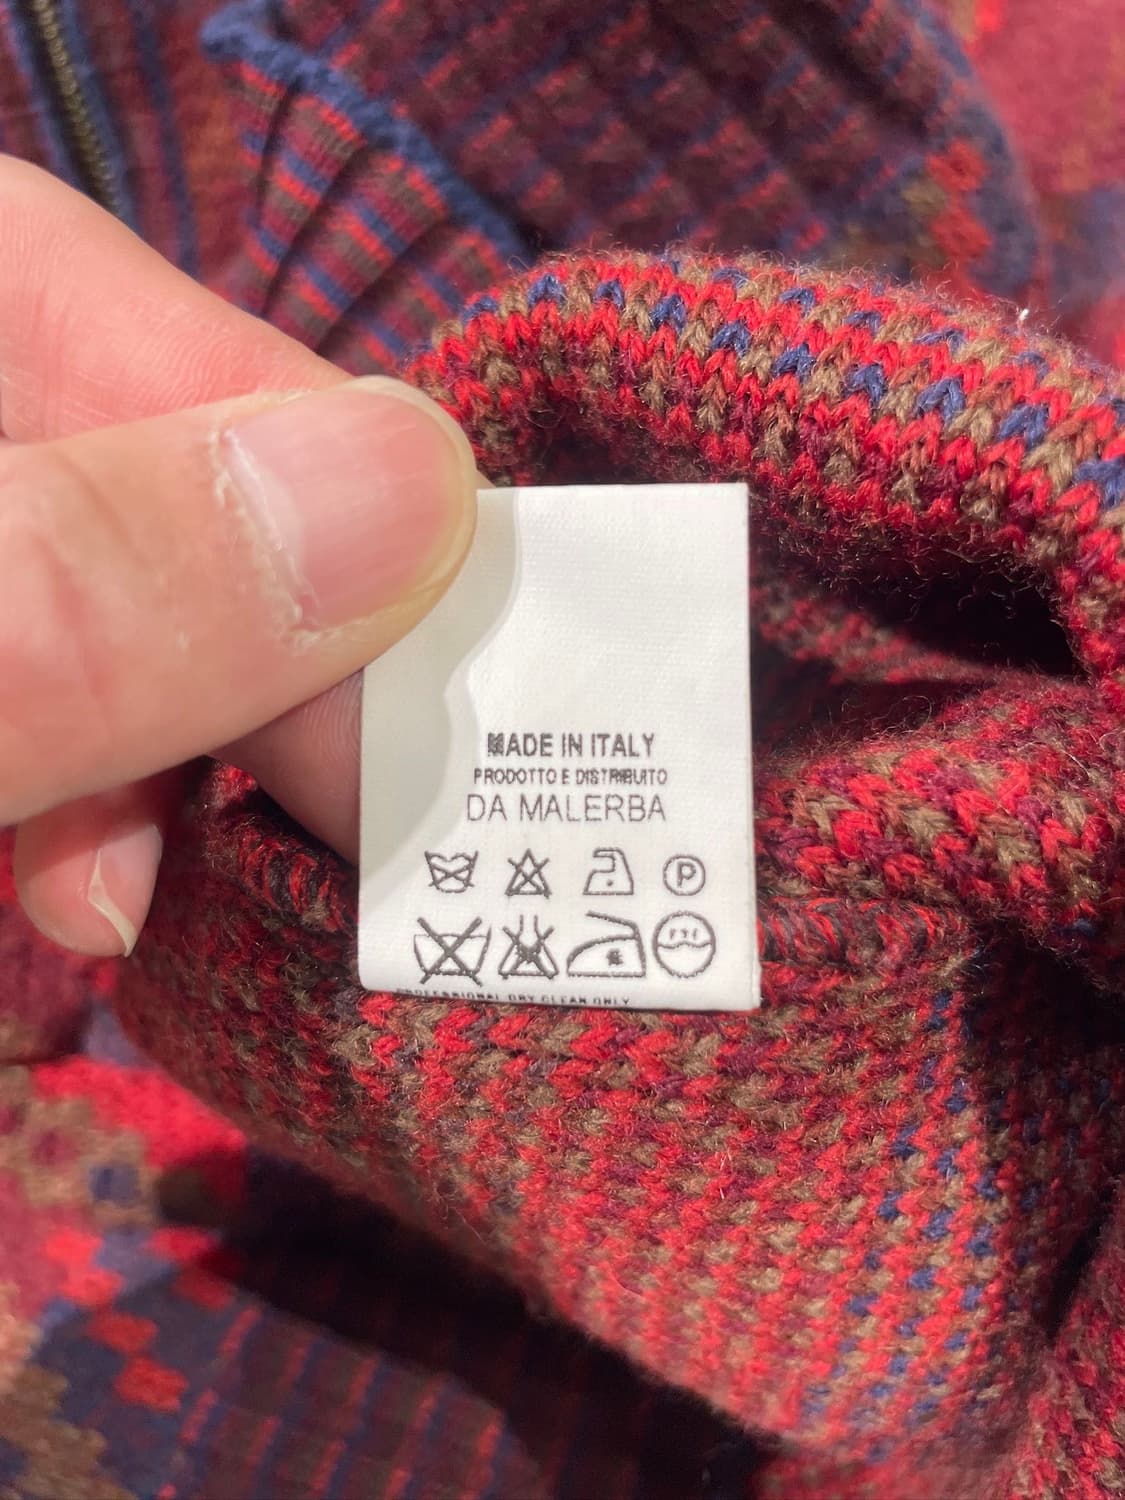 MADE IN ITALY
PRODOTTO E DISTRIBUITO
DA MALERBA
P
PROFESSIONAL DRY CLEAN ONLY